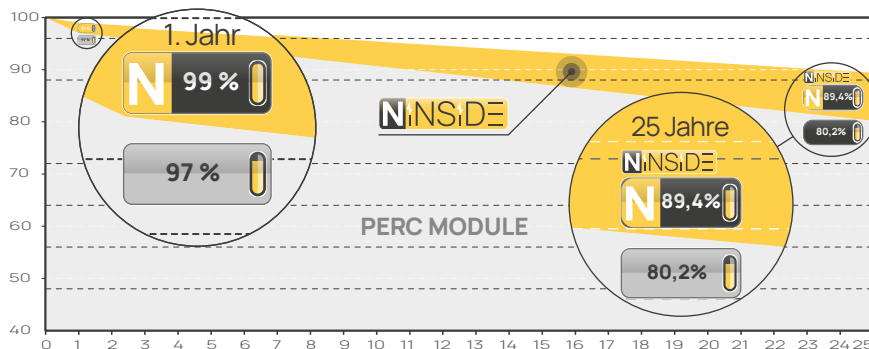 100
90
80
70
60
50
40
1. Jahr
N 99 %
97 %
NiNSiDE
PERC MODULE
25 Jahre
NiNSiDE
N 89,4%
80,2%
NiNSiDE
N 89,4%
80,2%
0 1 2 3 4 5 6 7 8 9 10 11 12 13 14 15 16 17 18 19 20 21 22 23 24 25